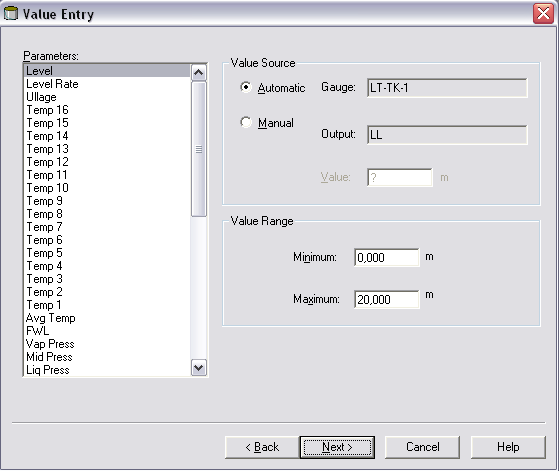 Value Entry
Parameters:
Level
Level Rate
Ullage
Temp 16
Temp 15
Temp 14
Temp 13
Temp 12
Temp 11
Temp 10
Temp 9
Temp 8
Temp 7
Temp 6
Temp 5
Temp 4
Temp 3
Temp 2
Temp 1
Avg Temp
FWL
Vap Press
Mid Press
Liq Press
Value Source
Automatic Gauge: LT-TK-1
Manual
Output: LL
Value: ? m
Value Range
Minimum: 0,000 m
Maximum: 20,000 m
< Back Next > Cancel Help